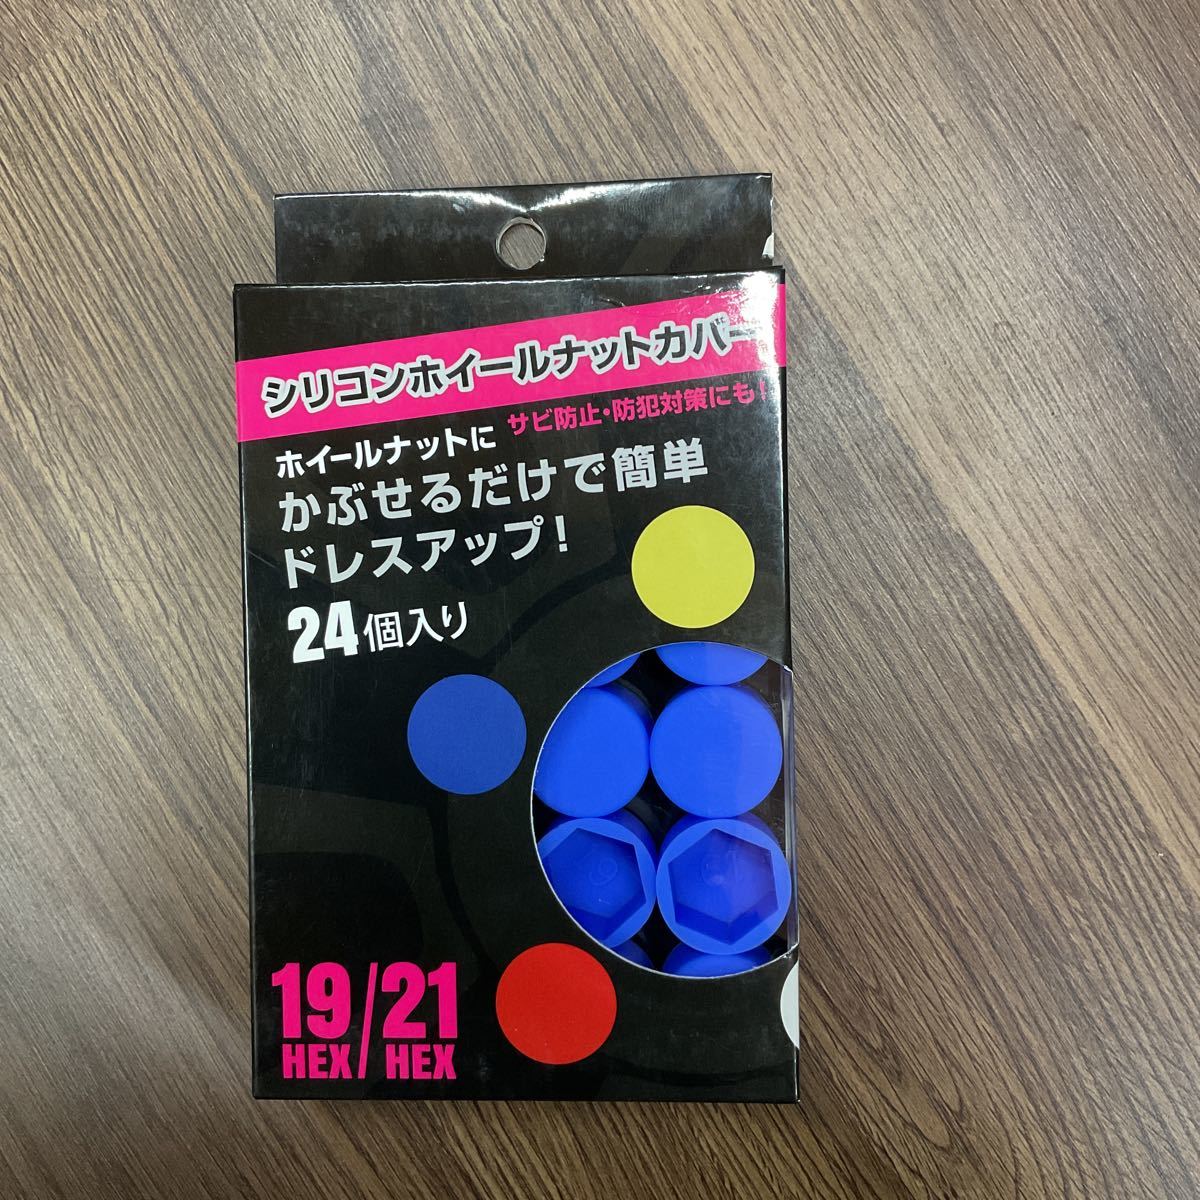 シリコンホイールナットカバー
サビ防止・防犯対策にも!
ホイールナットに
かぶせるだけで簡単
ドレスアップ!
24個入り
19/21
HEX HEX